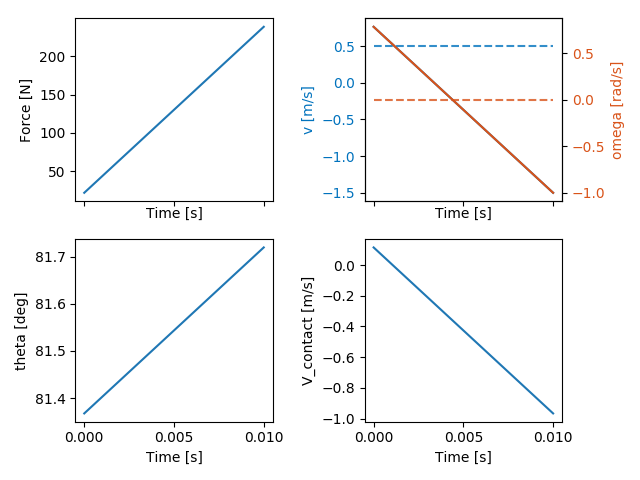 Force [N]
200
150
100
50
Time [s]
v [m/s]
0.5
0.0
−0.5
−1.0
−1.5
0.5
0.0
−0.5
−1.0
omega [rad/s]
Time [s]
theta [deg]
81.7
81.6
81.5
81.4
0.000 0.005 0.010
Time [s]
V_contact [m/s]
0.0
−0.2
−0.4
−0.6
−0.8
−1.0
0.000 0.005 0.010
Time [s]